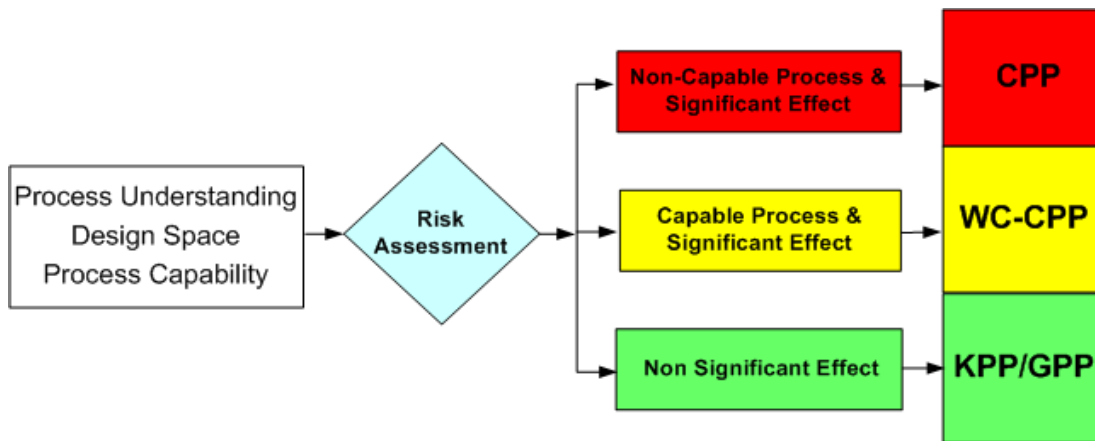 Process Understanding
Design Space
Process Capability
Risk
Assessment
Non-Capable Process &
Significant Effect
CPP
Capable Process &
Significant Effect
WC-CPP
Non Significant Effect
KPP/GPP